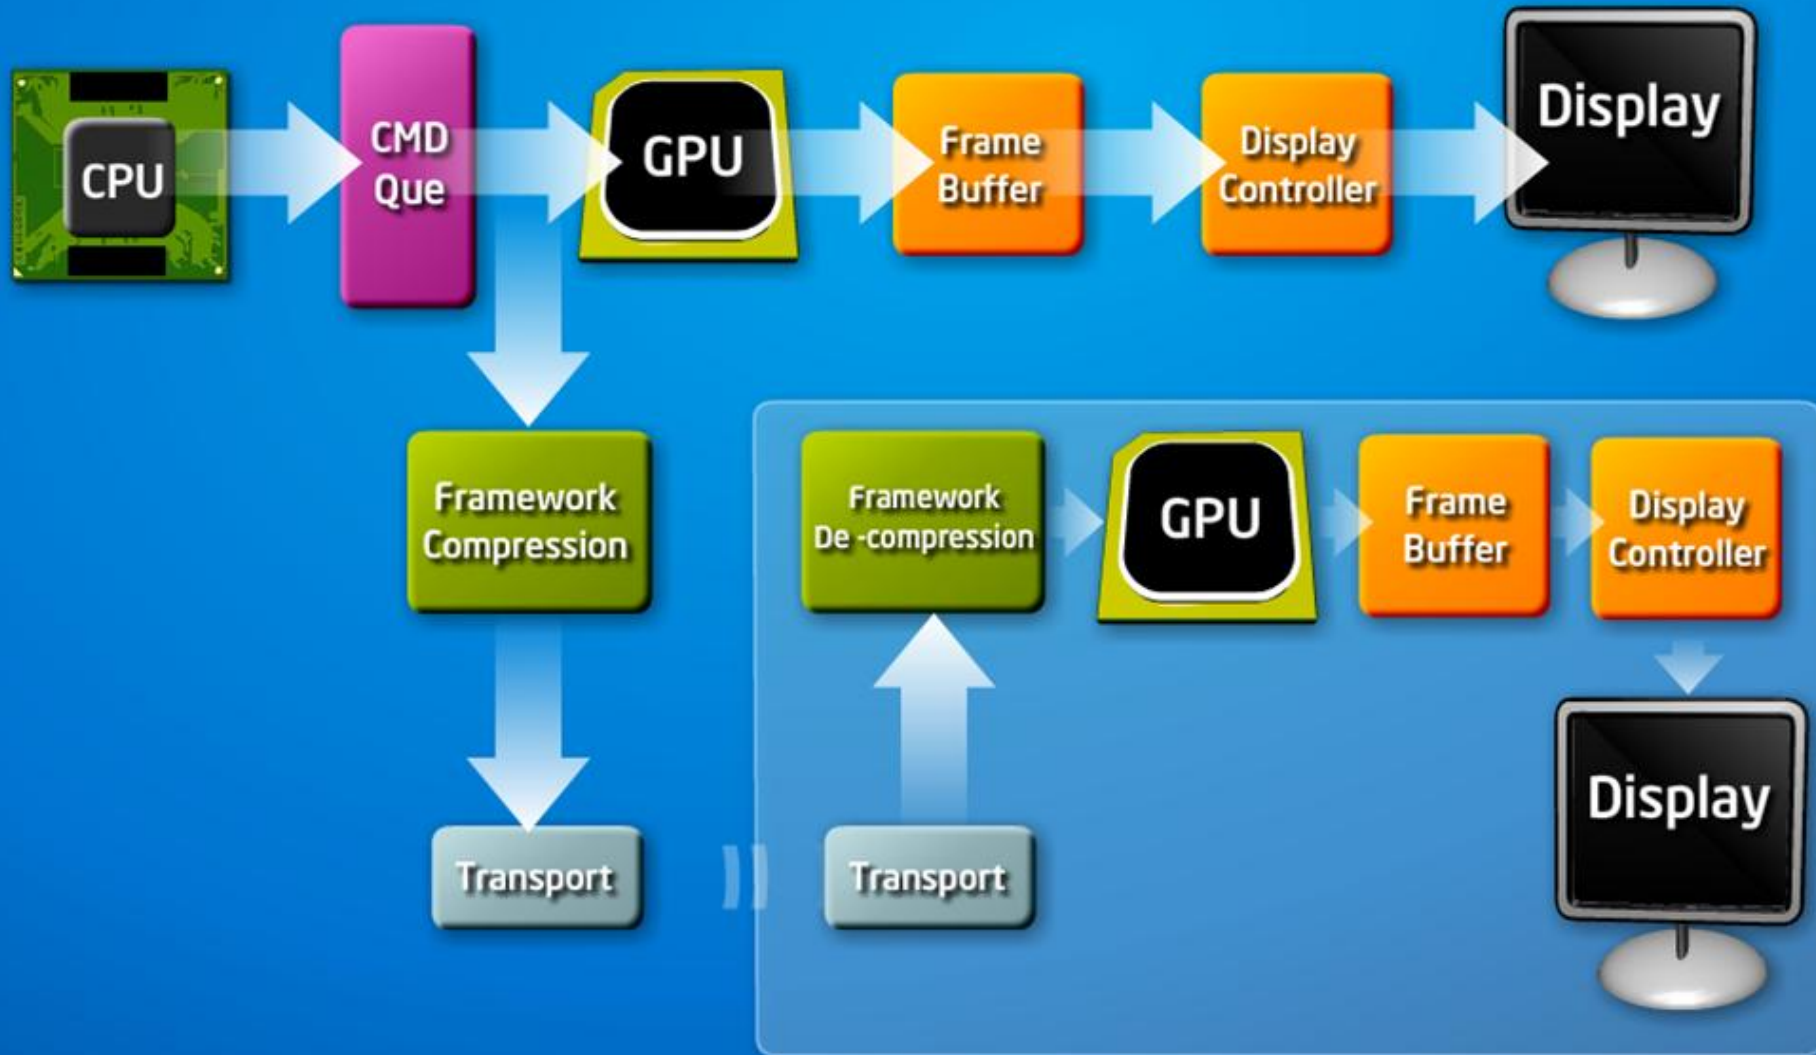 CPU
CMD
Que
GPU
Frame
Buffer
Display
Controller
Display
Framework
Compression
Framework
De -compression
GPU
Frame
Buffer
Display
Controller
Transport
Transport
Display